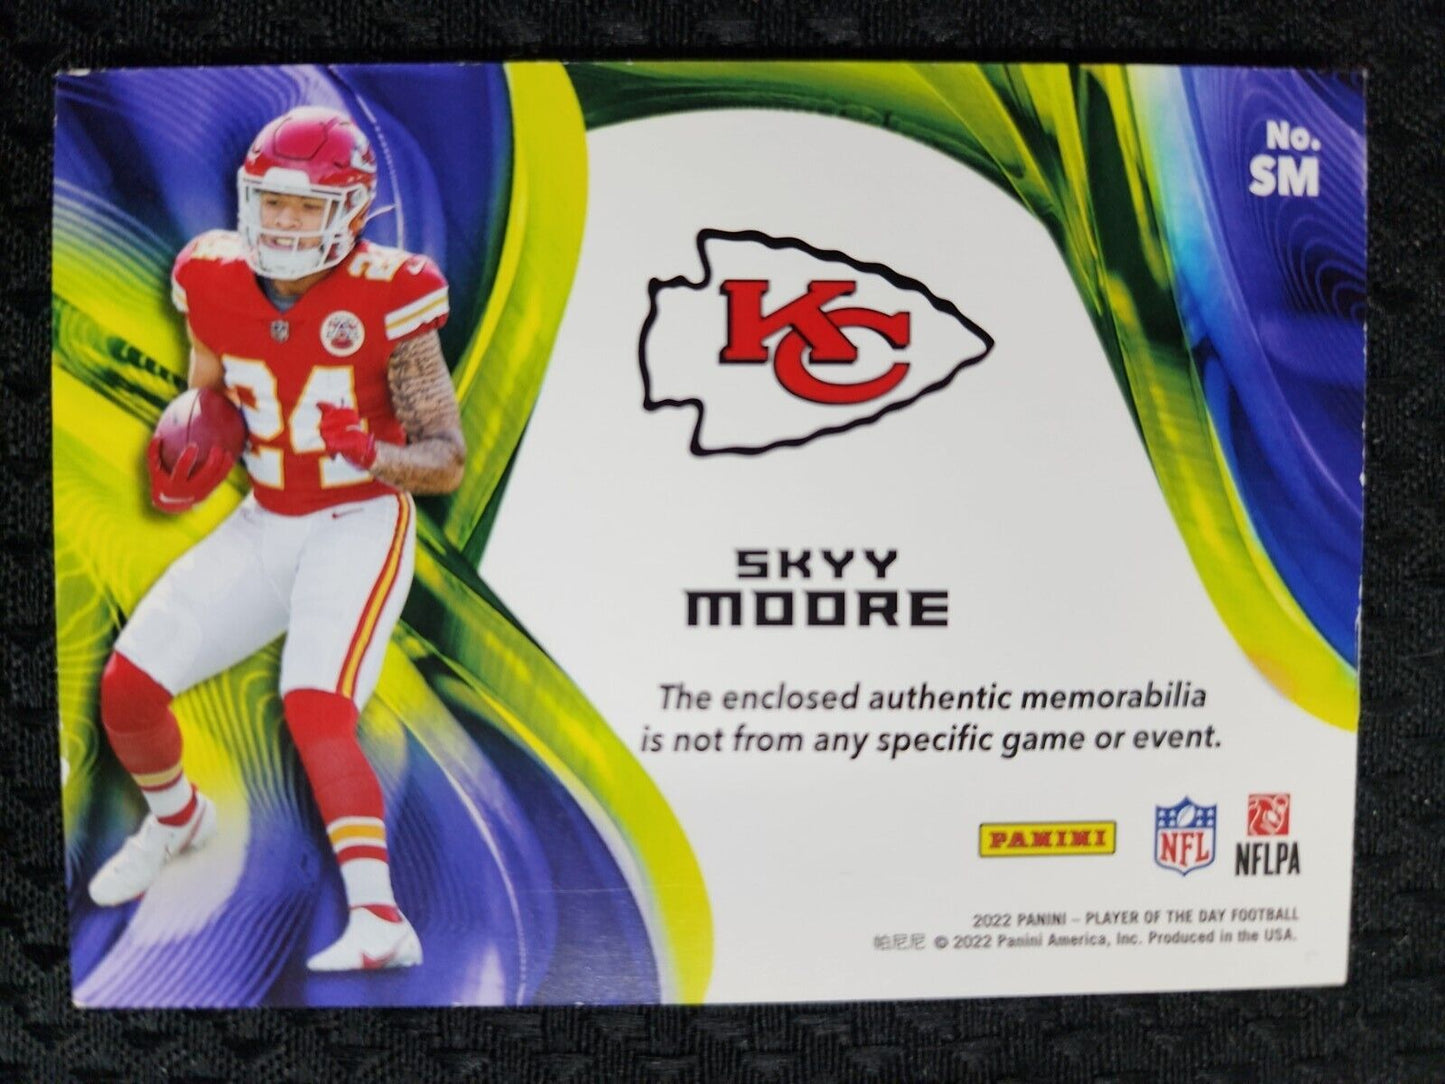 No.
SM
24
24
KC
SKYY
MOORE
The enclosed authentic memorabilia
is not from any specific game or event.
PANINI
NFL
NFLPA
2022 PANINI – PLAYER OF THE DAY FOOTBALL
帕尼尼 © 2022 Panini America, Inc. Produced in the USA.